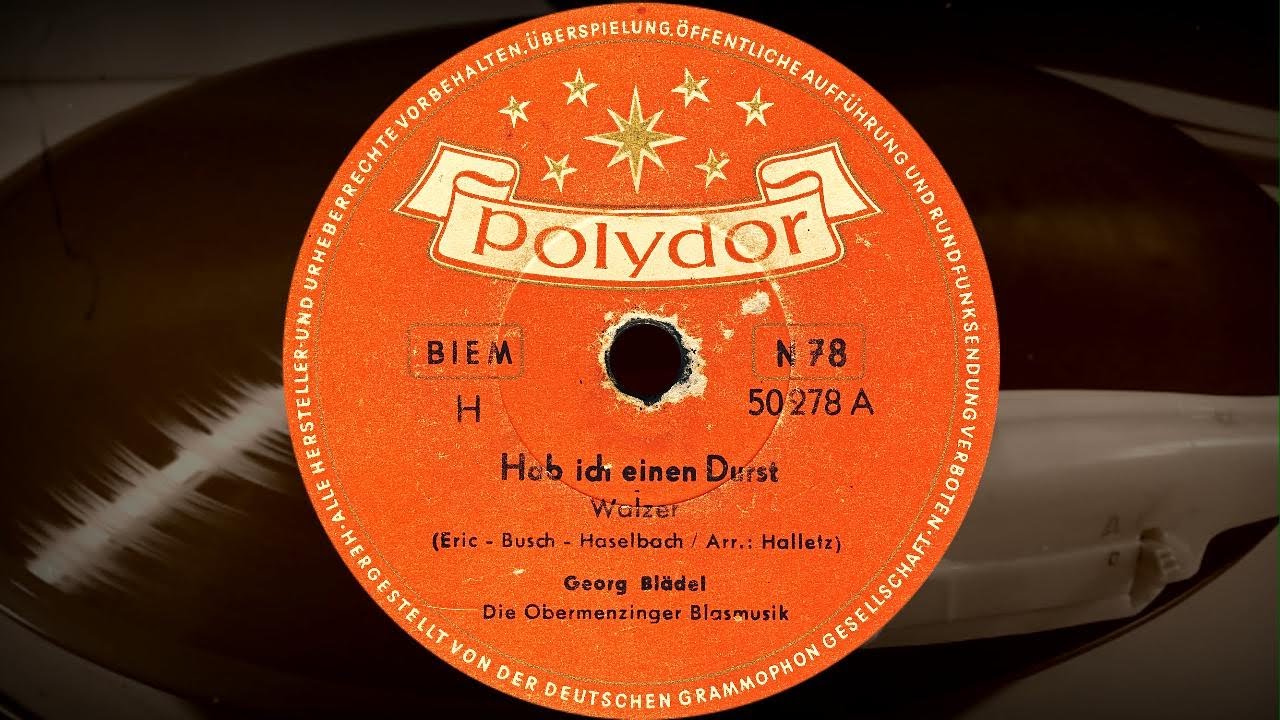 ALLE HERSTELLER- UND URHEBERRECHTE VORBEHALTEN, ÜBERSPIELUNG, ÖFFENTLICHE AUFFÜHRUNG UND RUNDFUNKSENDUNG VERBOTEN·
polydor
BIEM
N 78
H
50 278 A
Hab ich einen Durst
Walzer
(Eric - Busch - Haselbach / Arr.: Halletz)
Georg Blädel
Die Obermenzinger Blasmusik
HERGESTELLT VON DER DEUTSCHEN GRAMMOPHON GESELLSCHAFT·